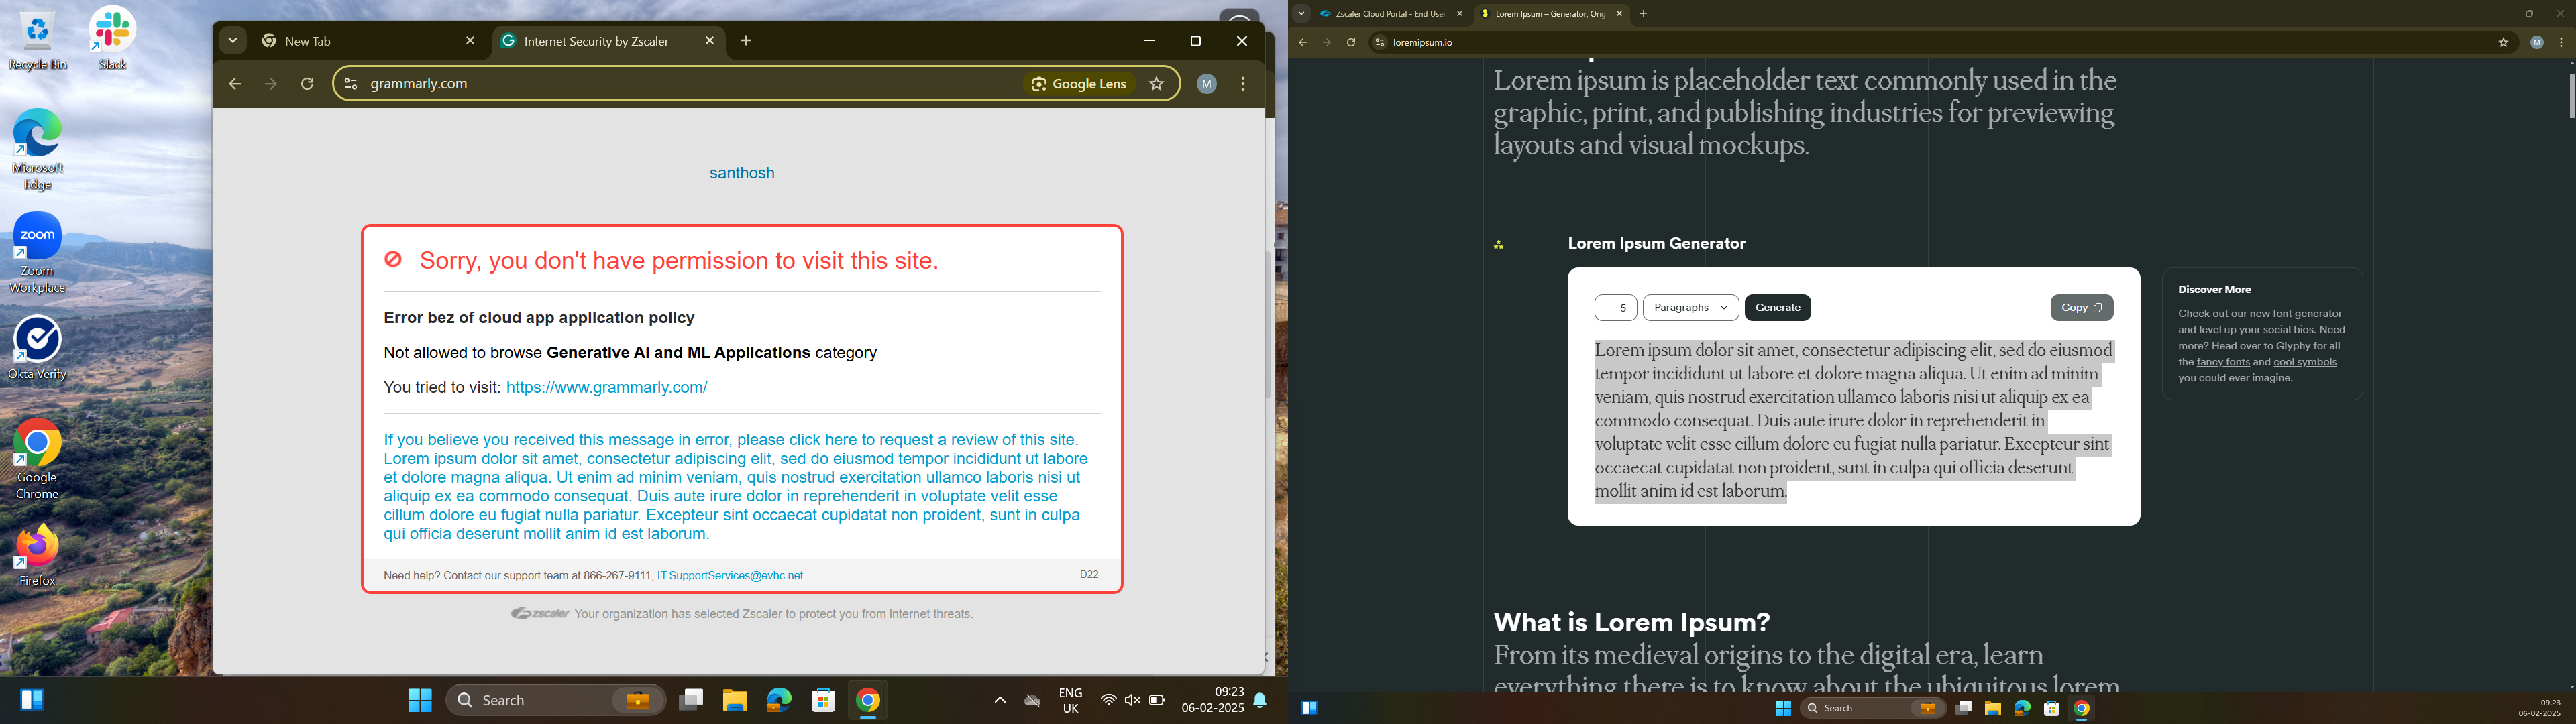 Recycle Bin
Slack
Microsoft
Edge
zoom
Zoom
Workplace
Okta Verify
Google
Chrome
Firefox
New Tab
Internet Security by Zscaler
grammarly.com
Google Lens
M
santhosh
Sorry, you don't have permission to visit this site.
Error bez of cloud app application policy
Not allowed to browse Generative AI and ML Applications category
You tried to visit: https://www.grammarly.com/
If you believe you received this message in error, please click here to request a review of this site.
Lorem ipsum dolor sit amet, consectetur adipiscing elit, sed do eiusmod tempor incididunt ut labore
et dolore magna aliqua. Ut enim ad minim veniam, quis nostrud exercitation ullamco laboris nisi ut
aliquip ex ea commodo consequat. Duis aute irure dolor in reprehenderit in voluptate velit esse
cillum dolore eu fugiat nulla pariatur. Excepteur sint occaecat cupidatat non proident, sunt in culpa
qui officia deserunt mollit anim id est laborum.
Need help? Contact our support team at 866-267-9111, IT.SupportServices@evhc.net
D22
zscaler Your organization has selected Zscaler to protect you from internet threats.
Search
ENG
UK
09:23
06-02-2025
Zscaler Cloud Portal - End User
Lorem Ipsum – Generator, Orig
loremipsum.io
M
Lorem ipsum is placeholder text commonly used in the
graphic, print, and publishing industries for previewing
layouts and visual mockups.
Lorem Ipsum Generator
5
Paragraphs
Generate
Copy
Lorem ipsum dolor sit amet, consectetur adipiscing elit, sed do eiusmod
tempor incididunt ut labore et dolore magna aliqua. Ut enim ad minim
veniam, quis nostrud exercitation ullamco laboris nisi ut aliquip ex ea
commodo consequat. Duis aute irure dolor in reprehenderit in
voluptate velit esse cillum dolore eu fugiat nulla pariatur. Excepteur sint
occaecat cupidatat non proident, sunt in culpa qui officia deserunt
mollit anim id est laborum.
Discover More
Check out our new font generator
and level up your social bios. Need
more? Head over to Glyphy for all
the fancy fonts and cool symbols
you could ever imagine.
What is Lorem Ipsum?
From its medieval origins to the digital era, learn
everything there is to know about the ubiquitous lorem
Search
09:23
06-02-2025